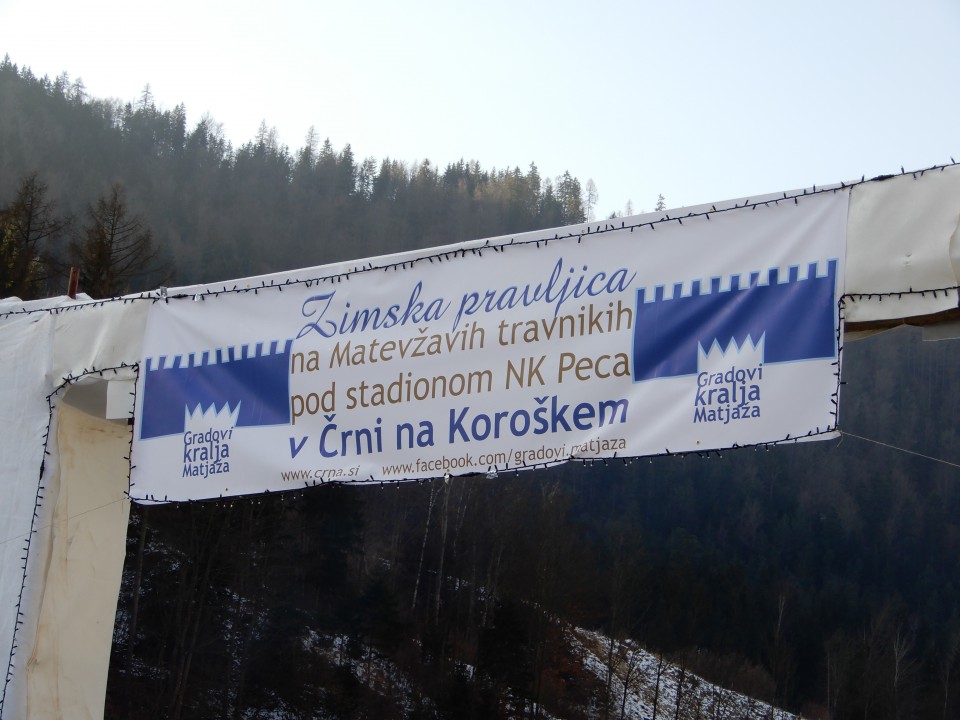 Zimska pravljica
na Matevžavih travnikih
pod stadionom NK Peca
v Črni na Koroškem
www.crna.si www.facebook.com/gradovi.matjaza
Gradovi
kralja
Matjaža
Gradovi
kralja
Matjaža